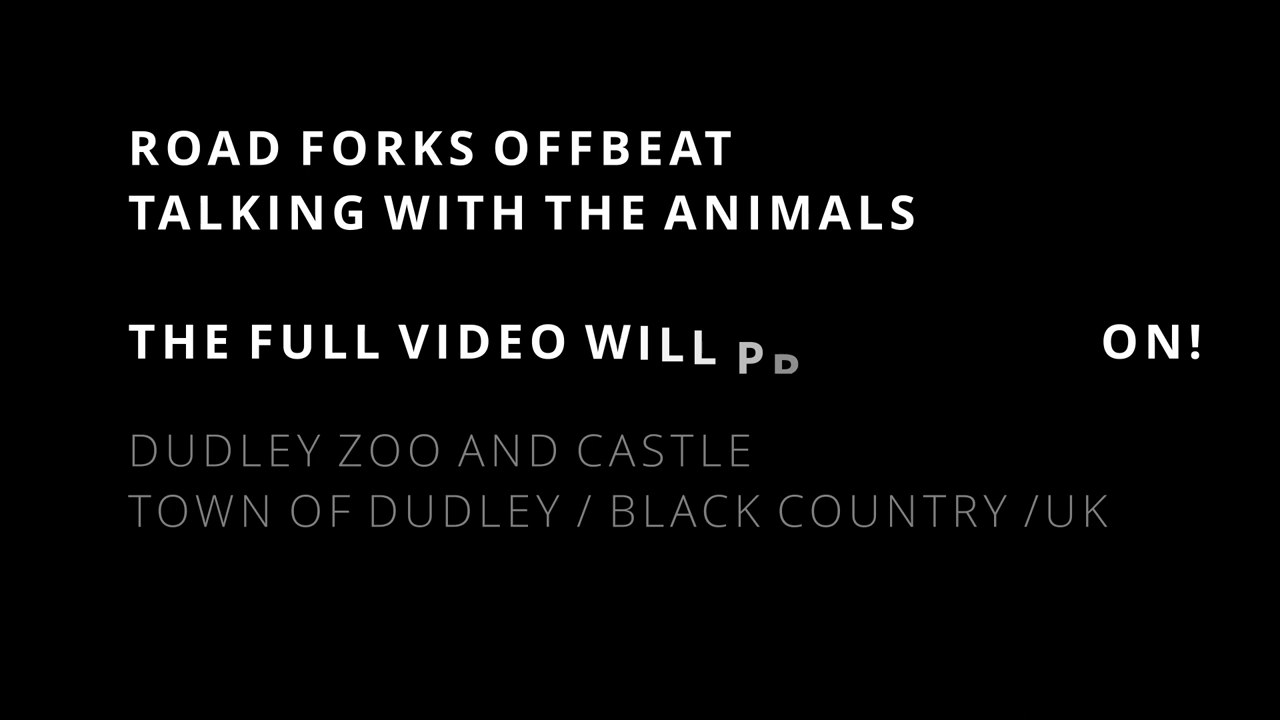 ROAD FORKS OFFBEAT
TALKING WITH THE ANIMALS
THE FULL VIDEO WILL P ON!
DUDLEY ZOO AND CASTLE
TOWN OF DUDLEY / BLACK COUNTRY /UK